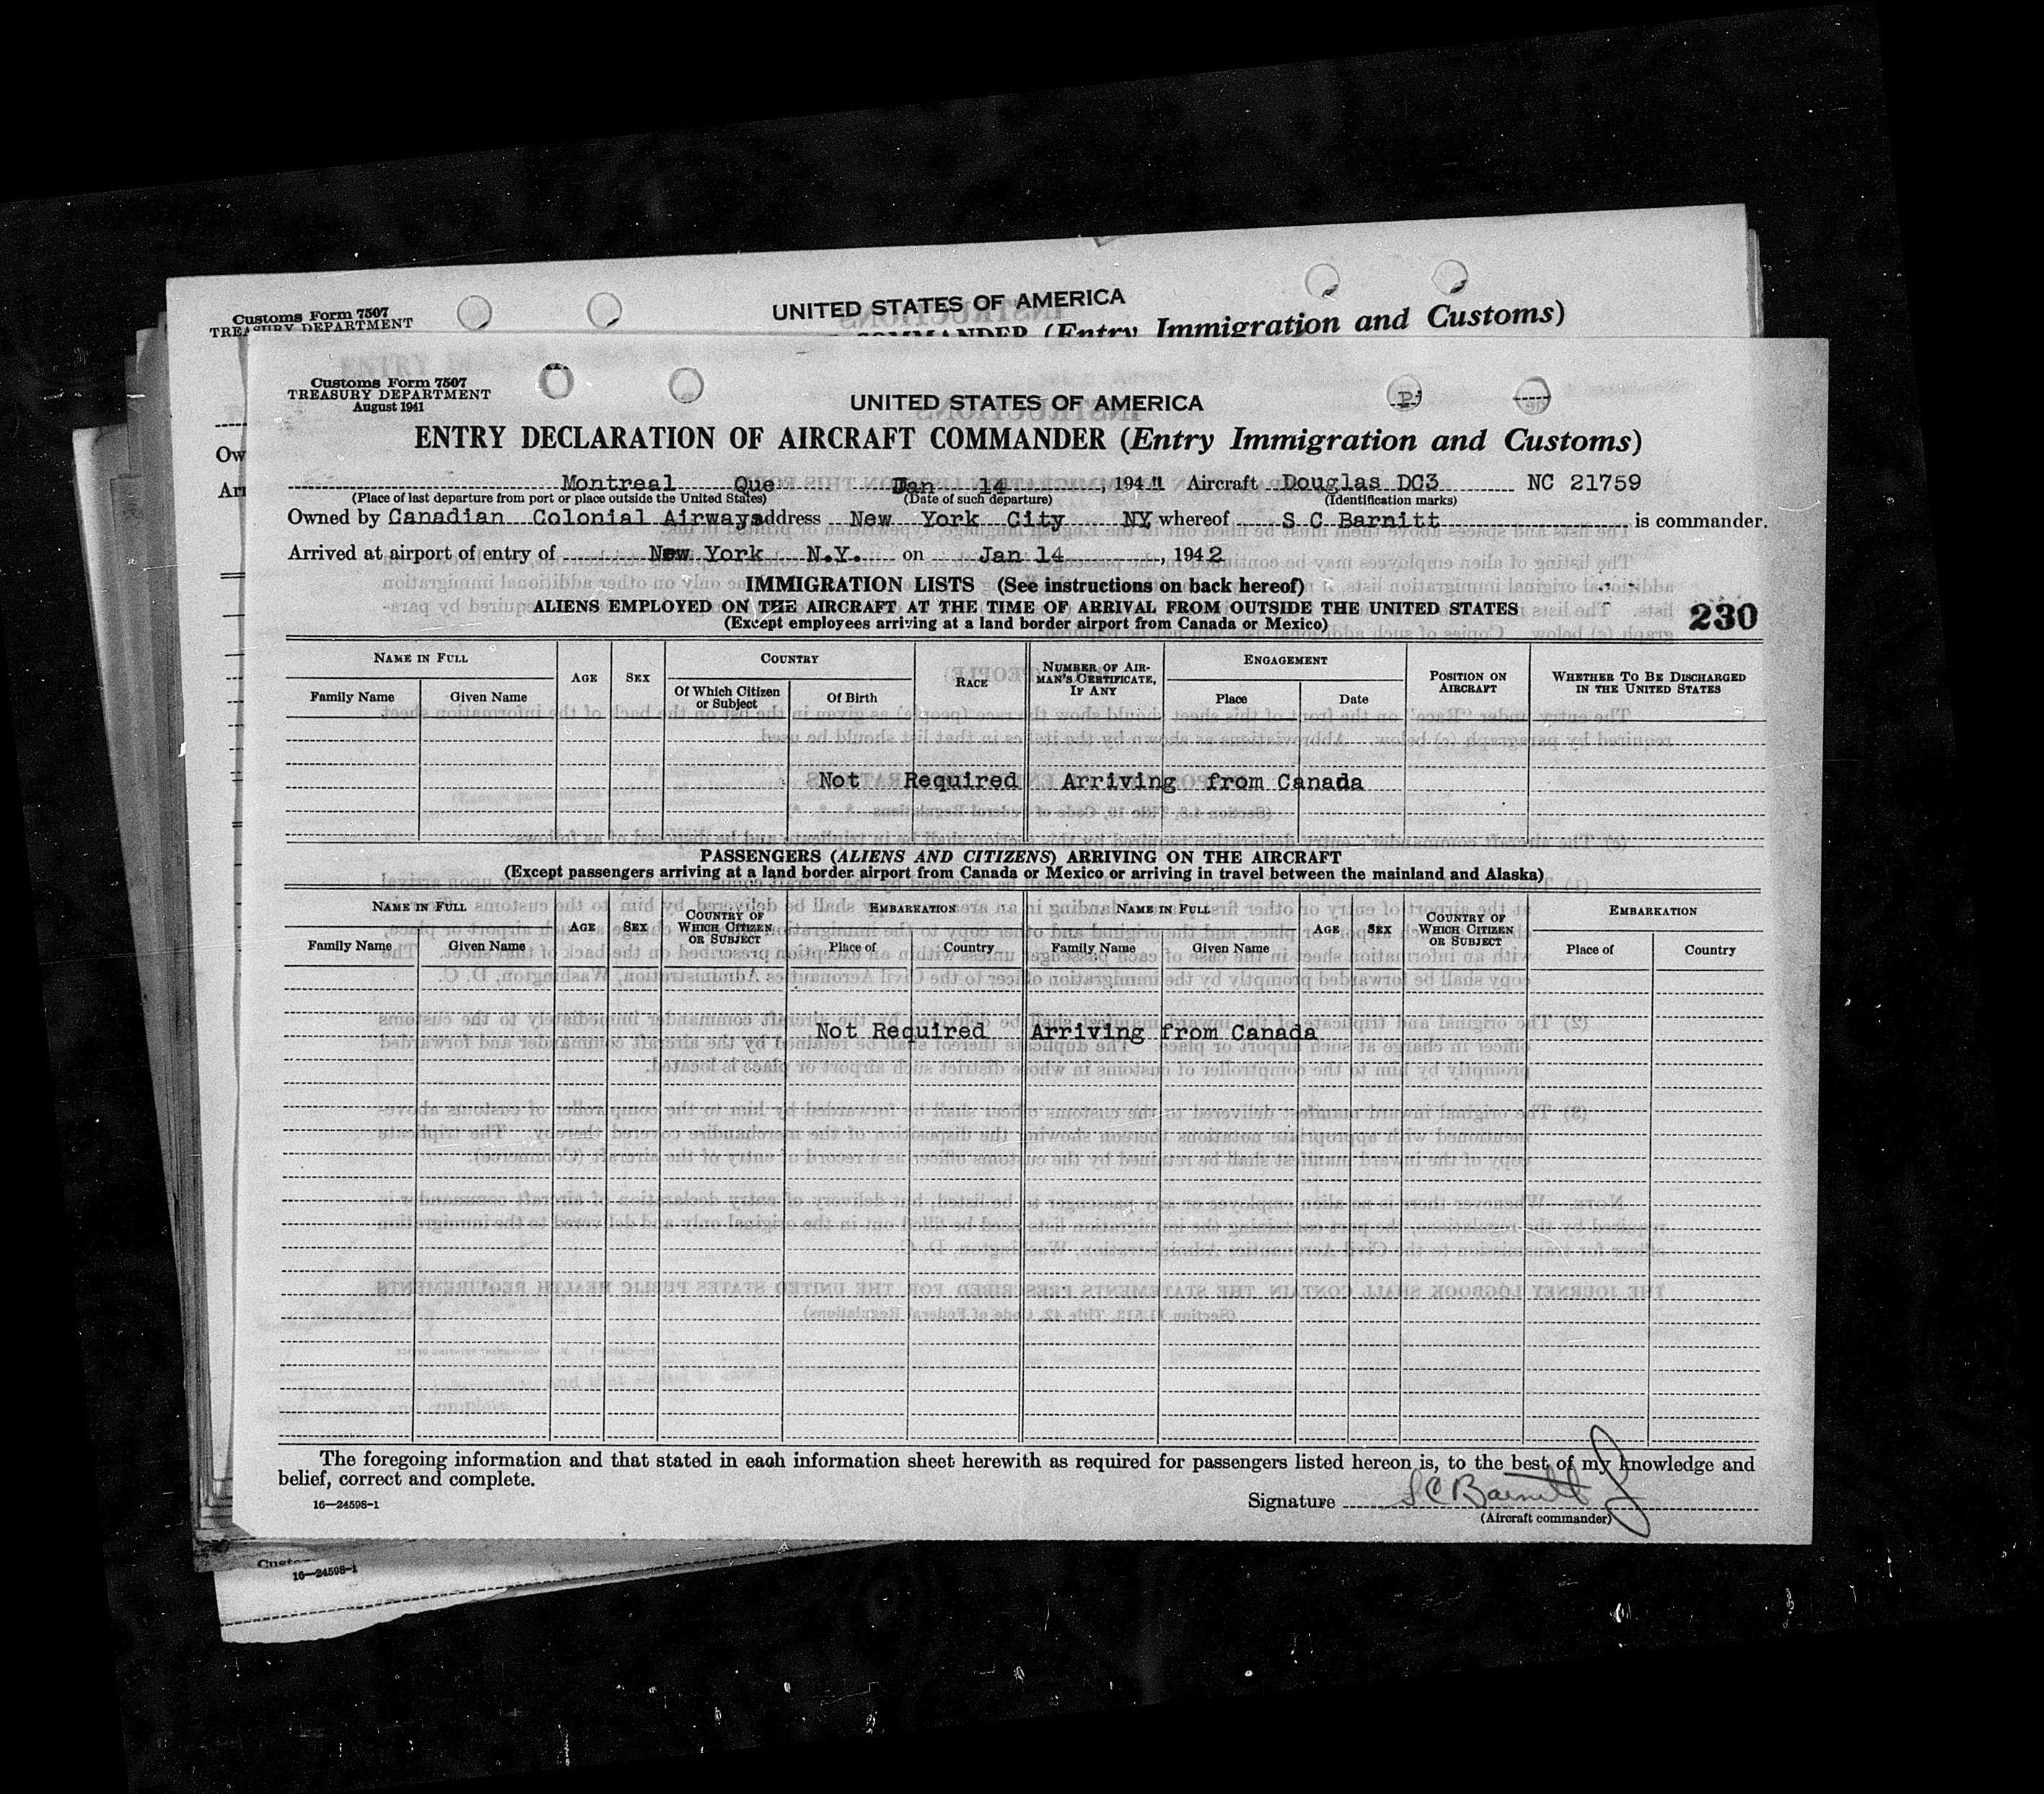 Customs Form 7507
TREASURY DEPARTMENT
UNITED STATES OF AMERICA
COMMANDER (Entry Immigration and Customs)
Ow
Arr
Customs Form 7507
TREASURY DEPARTMENT
August 1941
UNITED STATES OF AMERICA
ENTRY DECLARATION OF AIRCRAFT COMMANDER (Entry Immigration and Customs)
Montreal Que Jan 14, 194 Aircraft Douglas DC3 NC 21759
(Place of last departure from port or place outside the United States) (Date of such departure) (Identification marks)
Owned by Canadian Colonial Airways address New York City NY whereof S C Barnitt is commander.
Arrived at airport of entry of New York N.Y. on Jan 14, 1942
IMMIGRATION LISTS (See instructions on back hereof)
ALIENS EMPLOYED ON THE AIRCRAFT AT THE TIME OF ARRIVAL FROM OUTSIDE THE UNITED STATES
(Except employees arriving at a land border airport from Canada or Mexico)
230
NAME IN FULL AGE SEX COUNTRY RACE NUMBER OF AIRMAN'S CERTIFICATE, IF ANY ENGAGEMENT POSITION ON AIRCRAFT WHETHER TO BE DISCHARGED IN THE UNITED STATES
Family Name Given Name Of Which Citizen or Subject Of Birth Place Date
Not Required Arriving from Canada
PASSENGERS (ALIENS AND CITIZENS) ARRIVING ON THE AIRCRAFT
(Except passengers arriving at a land border airport from Canada or Mexico or arriving in travel between the mainland and Alaska)
NAME IN FULL AGE SEX COUNTRY OF WHICH CITIZEN OR SUBJECT EMBARKATION NAME IN FULL AGE SEX COUNTRY OF WHICH CITIZEN OR SUBJECT EMBARKATION
Family Name Given Name Place of Country Family Name Given Name Place of Country
Not Required Arriving from Canada
The foregoing information and that stated in each information sheet herewith as required for passengers listed hereon is, to the best of my knowledge and
belief, correct and complete.
16—24598-1
Signature S C Barnitt
(Aircraft commander)
16—24598-1